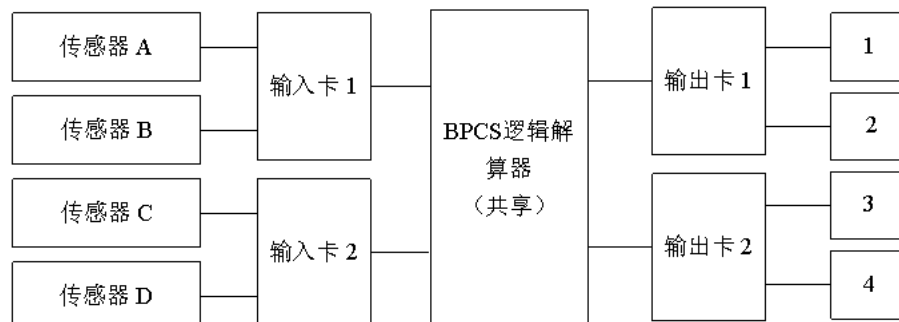 传感器 A
传感器 B
传感器 C
传感器 D
输入卡 1
输入卡 2
BPCS逻辑解
算器
（共享）
输出卡 1
输出卡 2
1
2
3
4